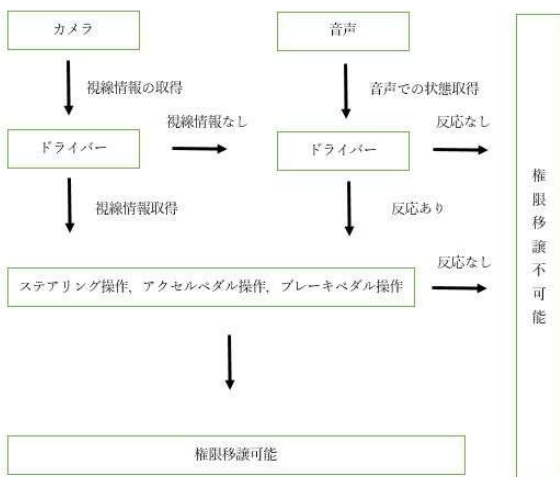 カメラ
音声
視線情報の取得
音声での状態取得
視線情報なし
反応なし
ドライバー
ドライバー
視線情報取得
反応あり
反応なし
ステアリング操作，アクセルペダル操作，ブレーキペダル操作
権限移譲可能
権限移譲不可能